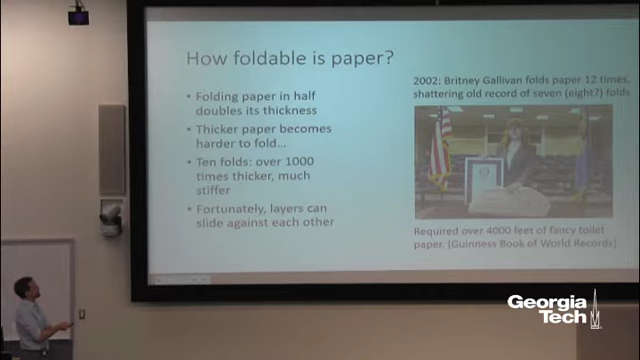 How foldable is paper?
• Folding paper in half
doubles its thickness
• Thicker paper becomes
harder to fold...
• Ten folds: over 1000
times thicker, much
stiffer
• Fortunately, layers can
slide against each other
2002: Britney Gallivan folds paper 12 times,
shattering old record of seven (eight?) folds
Required over 4000 feet of fancy toilet
paper. (Guinness Book of World Records)
Georgia
Tech